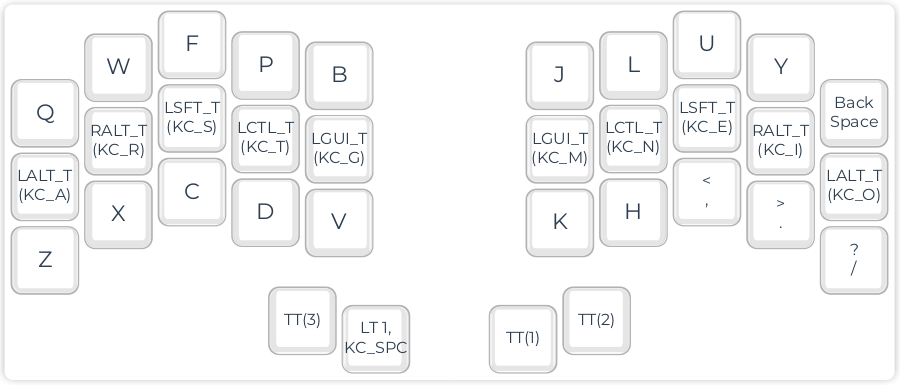 Q
W
F
P
B
J
L
U
Y
Back
Space
LALT_T
(KC_A)
RALT_T
(KC_R)
LSFT_T
(KC_S)
LCTL_T
(KC_T)
LGUI_T
(KC_G)
LGUI_T
(KC_M)
LCTL_T
(KC_N)
LSFT_T
(KC_E)
RALT_T
(KC_I)
LALT_T
(KC_O)
Z
X
C
D
V
K
H
<
,
>
.
?
/
TT(3)
LT 1,
KC_SPC
TT(1)
TT(2)